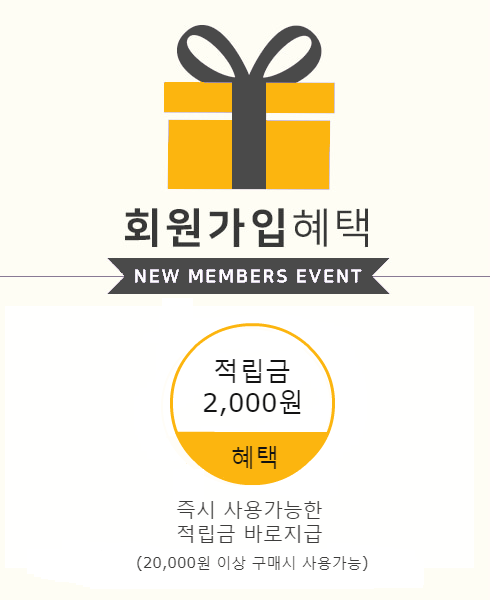 회원가입혜택
NEW MEMBERS EVENT
적립금
2,000원
혜택
즉시 사용가능한
적립금 바로지급
(20,000원 이상 구매시 사용가능)